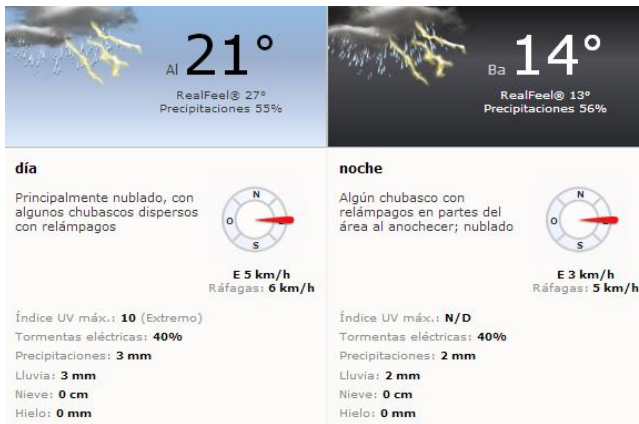 Al 21°
RealFeel® 27°
Precipitaciones 55%
día
Principalmente nublado, con
algunos chubascos dispersos
con relámpagos
N
O
S
E 5 km/h
Ráfagas: 6 km/h
Índice UV máx.: 10 (Extremo)
Tormentas eléctricas: 40%
Precipitaciones: 3 mm
Lluvia: 3 mm
Nieve: 0 cm
Hielo: 0 mm
Ba 14°
RealFeel® 13°
Precipitaciones 56%
noche
Algún chubasco con
relámpagos en partes del
área al anochecer; nublado
N
O
S
E 3 km/h
Ráfagas: 5 km/h
Índice UV máx.: N/D
Tormentas eléctricas: 40%
Precipitaciones: 2 mm
Lluvia: 2 mm
Nieve: 0 cm
Hielo: 0 mm